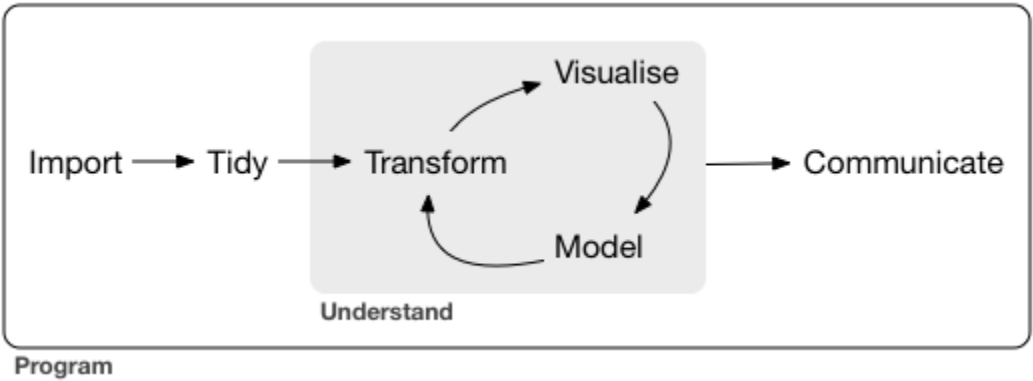 Visualise
Import
Tidy
Transform
Communicate
Model
Understand
Program